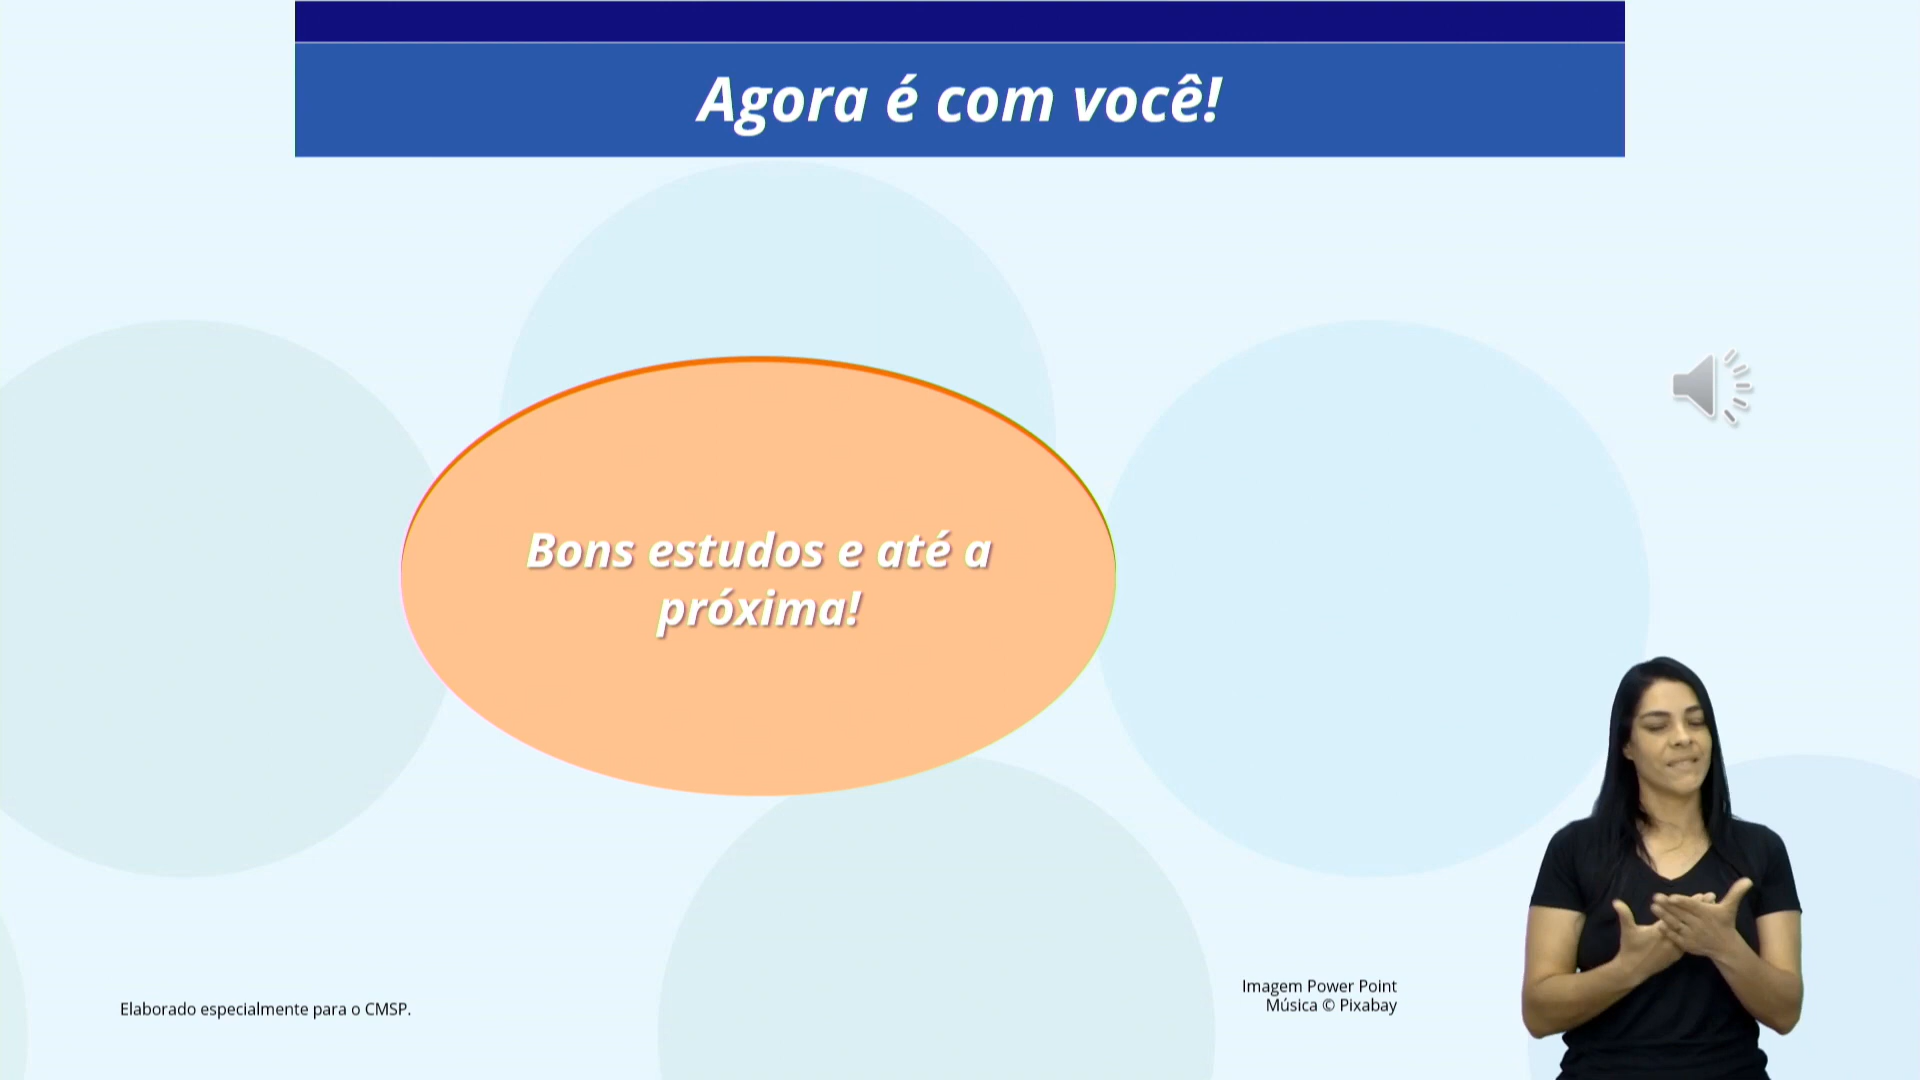 Agora é com você!
Bons estudos e até a
próxima!
Elaborado especialmente para o CMSP.
Imagem Power Point
Música © Pixabay